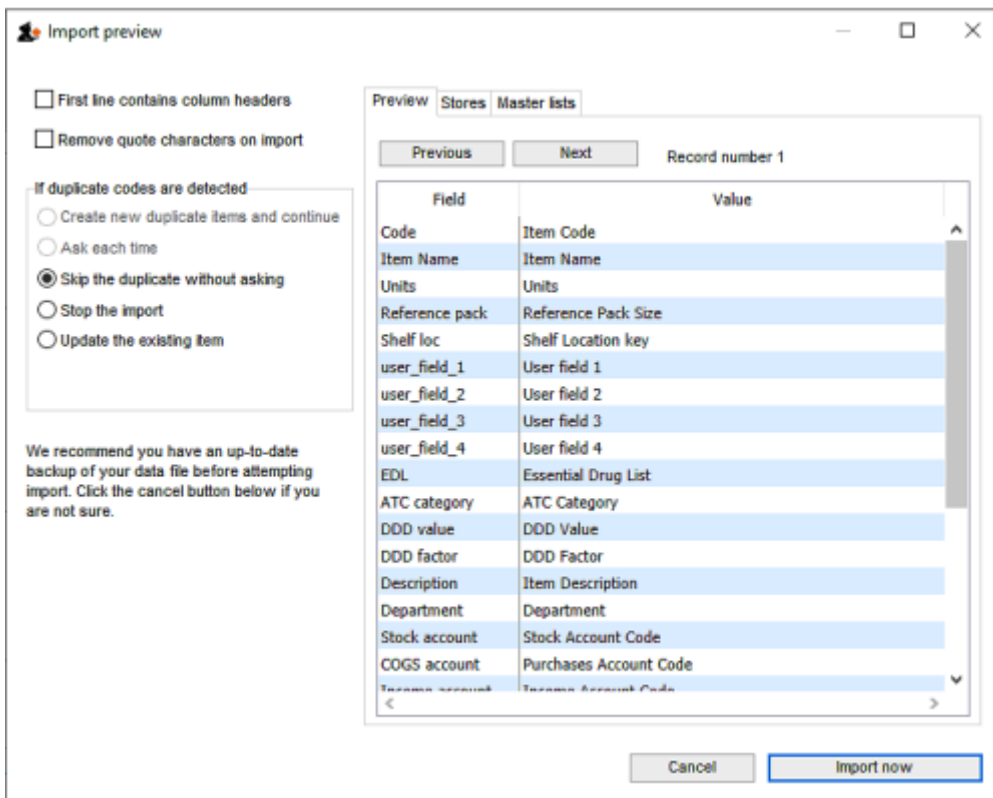 Import preview
First line contains column headers
Remove quote characters on import
If duplicate codes are detected
Create new duplicate items and continue
Ask each time
Skip the duplicate without asking
Stop the import
Update the existing item
We recommend you have an up-to-date
backup of your data file before attempting
import. Click the cancel button below if you
are not sure.
Preview Stores Master lists
Previous Next Record number 1
Field Value
Code Item Code
Item Name Item Name
Units Units
Reference pack Reference Pack Size
Shelf loc Shelf Location key
user_field_1 User field 1
user_field_2 User field 2
user_field_3 User field 3
user_field_4 User field 4
EDL Essential Drug List
ATC category ATC Category
DDD value DDD Value
DDD factor DDD Factor
Description Item Description
Department Department
Stock account Stock Account Code
COGS account Purchases Account Code
Income account Income Account Code
Cancel Import now